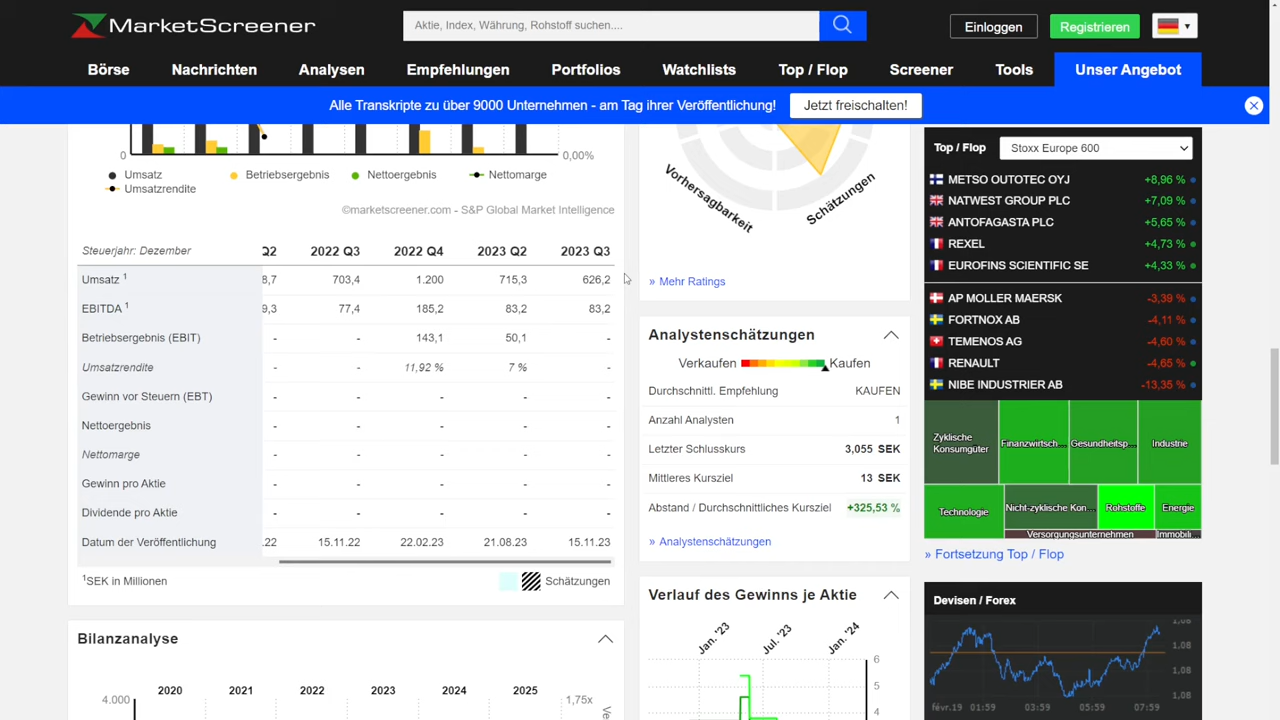 MarketScreener
Aktie, Index, Währung, Rohstoff suchen....
Einloggen
Registrieren
Börse Nachrichten Analysen Empfehlungen Portfolios Watchlists Top / Flop Screener Tools Unser Angebot
Alle Transkripte zu über 9000 Unternehmen - am Tag ihrer Veröffentlichung! Jetzt freischalten!
0 0,00%
Umsatz Betriebsergebnis Nettoergebnis Nettomarge
Umsatzrendite
©marketscreener.com - S&P Global Market Intelligence
Steuerjahr: Dezember Q2 2022 Q3 2022 Q4 2023 Q2 2023 Q3
Umsatz 1 8,7 703,4 1.200 715,3 626,2
EBITDA 1 9,3 77,4 185,2 83,2 83,2
Betriebsergebnis (EBIT) - - 143,1 50,1 -
Umsatzrendite - - 11,92 % 7 % -
Gewinn vor Steuern (EBT) - - - - -
Nettoergebnis - - - - -
Nettomarge - - - - -
Gewinn pro Aktie - - - - -
Dividende pro Aktie - - - - -
Datum der Veröffentlichung .22 15.11.22 22.02.23 21.08.23 15.11.23
1SEK in Millionen Schätzungen
Bilanzanalyse
2020 2021 2022 2023 2024 2025
4.000 1,75x
Vorhersagbarkeit
Schätzungen
» Mehr Ratings
Analystenschätzungen
Verkaufen Kaufen
Durchschnittl. Empfehlung KAUFEN
Anzahl Analysten 1
Letzter Schlusskurs 3,055 SEK
Mittleres Kursziel 13 SEK
Abstand / Durchschnittliches Kursziel +325,53 %
» Analystenschätzungen
Verlauf des Gewinns je Aktie
Jan. '23 Jul. '23 Jan. '24
6
5
4
Top / Flop Stoxx Europe 600
METSO OUTOTEC OYJ +8,96 %
NATWEST GROUP PLC +7,09 %
ANTOFAGASTA PLC +5,65 %
REXEL +4,73 %
EUROFINS SCIENTIFIC SE +4,33 %
AP MOLLER MAERSK -3,39 %
FORTNOX AB -4,11 %
TEMENOS AG -4,60 %
RENAULT -4,65 %
NIBE INDUSTRIER AB -13,35 %
Zyklische
Konsumgüter
Finanzwirtsch...
Gesundheitsp...
Industrie
Technologie
Nicht-zyklische Kon...
Rohstoffe
Energie
Versorgungsunternehmen
Immobili...
» Fortsetzung Top / Flop
Devisen / Forex
1,08
1,08
1,08
1,08
févr.19 01:59 03:59 05:59 07:59